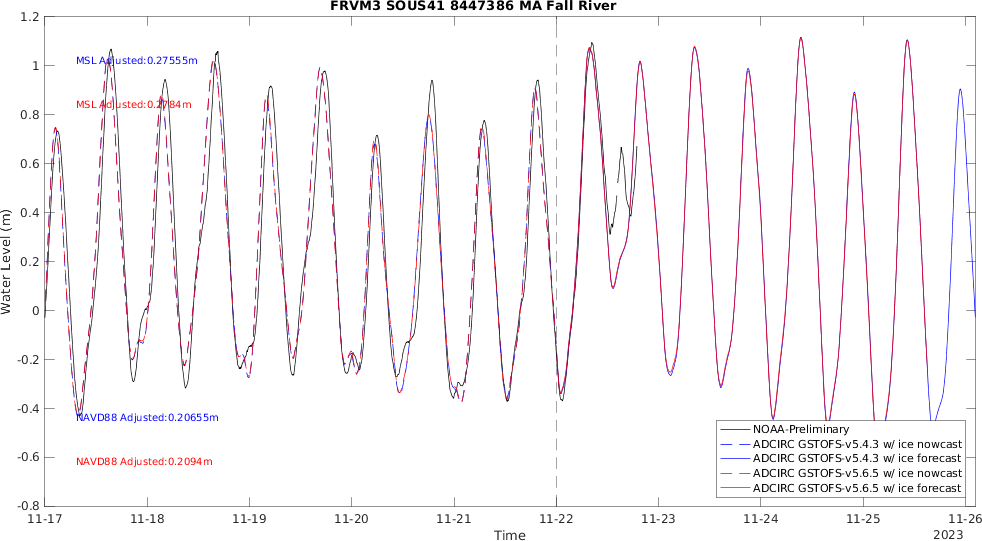 FRVM3 SOUS41 8447386 MA Fall River
1.2
1
0.8
0.6
0.4
0.2
0
-0.2
-0.4
-0.6
-0.8
Water Level (m)
MSL Adjusted:0.27555m
MSL Adjusted:0.2784m
NAVD88 Adjusted:0.20655m
NAVD88 Adjusted:0.2094m
NOAA-Preliminary
ADCIRC GSTOFS-v5.4.3 w/ ice nowcast
ADCIRC GSTOFS-v5.4.3 w/ ice forecast
ADCIRC GSTOFS-v5.6.5 w/ ice nowcast
ADCIRC GSTOFS-v5.6.5 w/ ice forecast
11-17 11-18 11-19 11-20 11-21 11-22 11-23 11-24 11-25 11-26
2023
Time